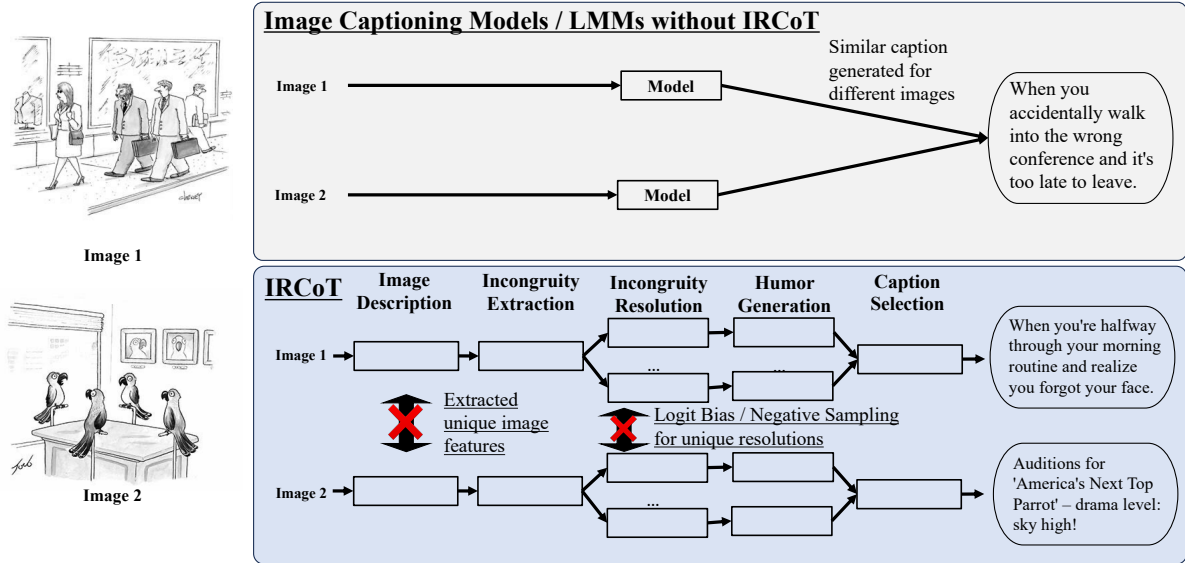 Image Captioning Models / LMMs without IRCoT
Similar caption
generated for
different images
Image 1
Model
When you
accidentally walk
into the wrong
conference and it's
too late to leave.
Image 2
Model
Image 1
IRCoT
Image
Description
Incongruity
Extraction
Incongruity
Resolution
Humor
Generation
Caption
Selection
Image 1
...
...
When you're halfway
through your morning
routine and realize
you forgot your face.
Extracted
unique image
features
Logit Bias / Negative Sampling
for unique resolutions
Image 2
...
Auditions for
'America's Next Top
Parrot' – drama level:
sky high!
Image 2